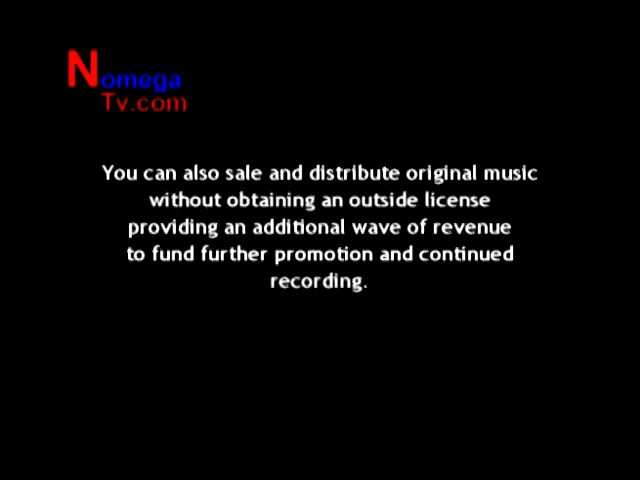 Nomega
Tv.com
You can also sale and distribute original music
without obtaining an outside license
providing an additional wave of revenue
to fund further promotion and continued
recording.